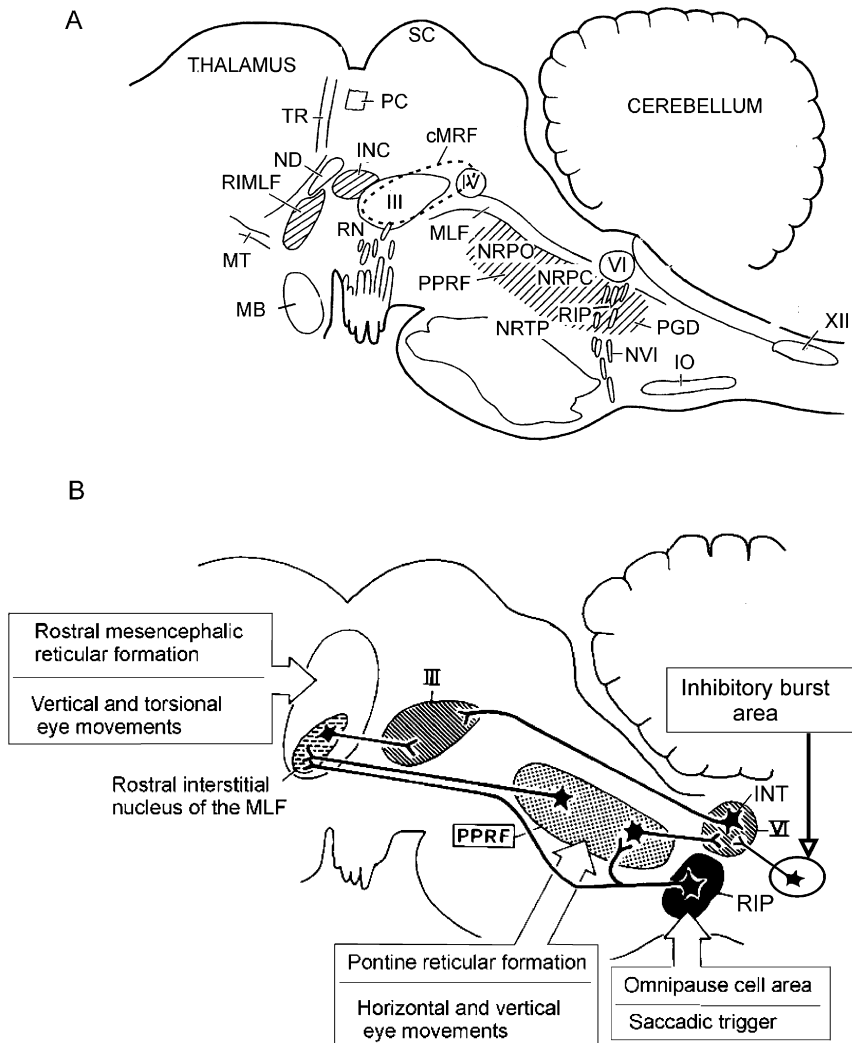 A
THALAMUS
SC
CEREBELLUM
PC
TR
cMRF
ND
INC
IV
RIMLF
III
RN
MLF
VI
MT
NRPO
NRPC
PPRF
MB
RIP
XII
NRTP
PGD
NVI
IO
B
Rostral mesencephalic
reticular formation
Vertical and torsional
eye movements
III
Inhibitory burst
area
Rostral interstitial
nucleus of the MLF
INT
VI
PPRF
RIP
Pontine reticular formation
Horizontal and vertical
eye movements
Omnipause cell area
Saccadic trigger